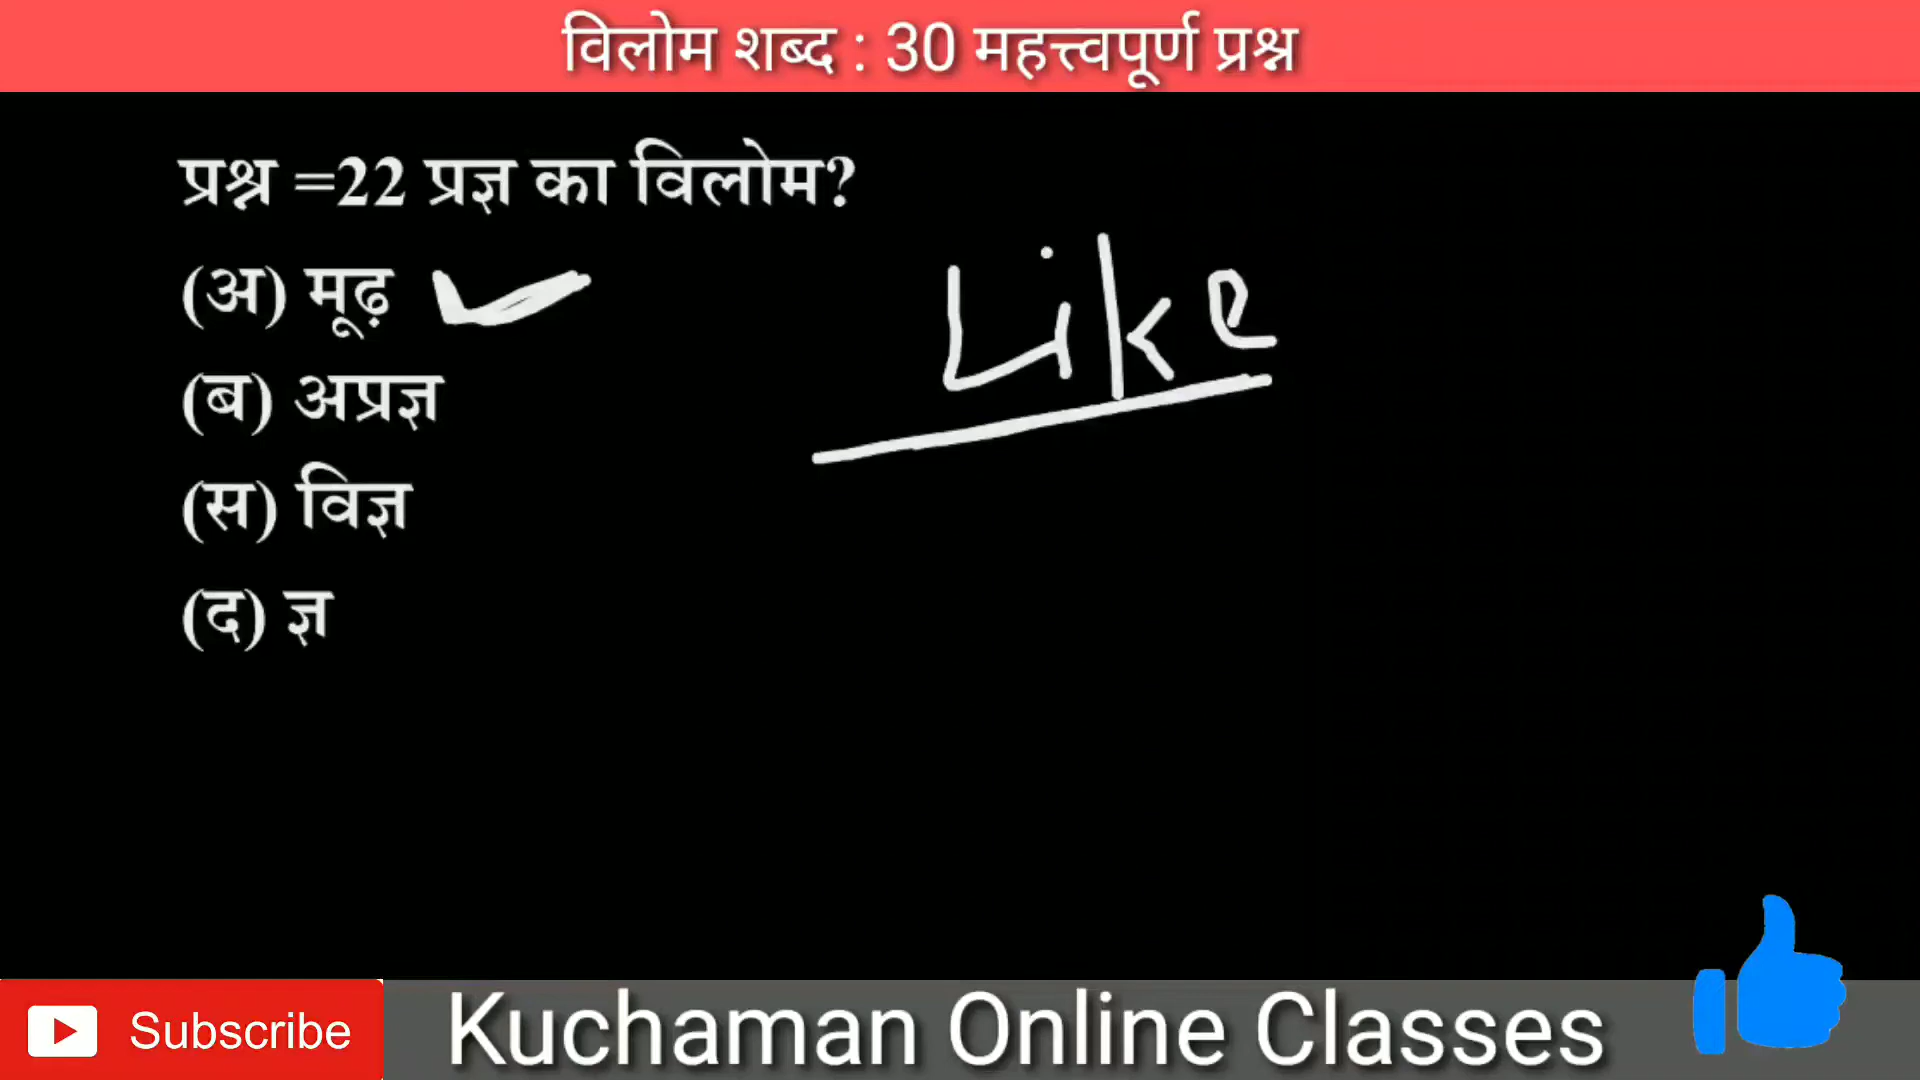 विलोम शब्द : 30 महत्त्वपूर्ण प्रश्न
प्रश्न =22 प्रज्ञ का विलोम?
(अ) मूढ़
(ब) अप्रज्ञ
(स) विज्ञ
(द) ज्ञ
Like
Subscribe
Kuchaman Online Classes